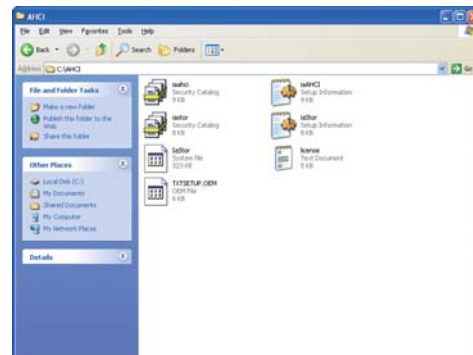 AHCI
File Edit View Favorites Tools Help
Back Search Folders
Address C:\AHCI Go
File and Folder Tasks
Make a new folder
Publish this folder to the Web
Share this folder
Other Places
Local Disk (C:)
My Documents
Shared Documents
My Computer
My Network Places
Details
iaahci
Security Catalog
9 KB
iaAHCI
Setup Information
9 KB
iastor
Security Catalog
8 KB
iaStor
Setup Information
8 KB
IaStor
System file
323 KB
license
Text Document
5 KB
TXTSETUP.OEM
OEM File
6 KB